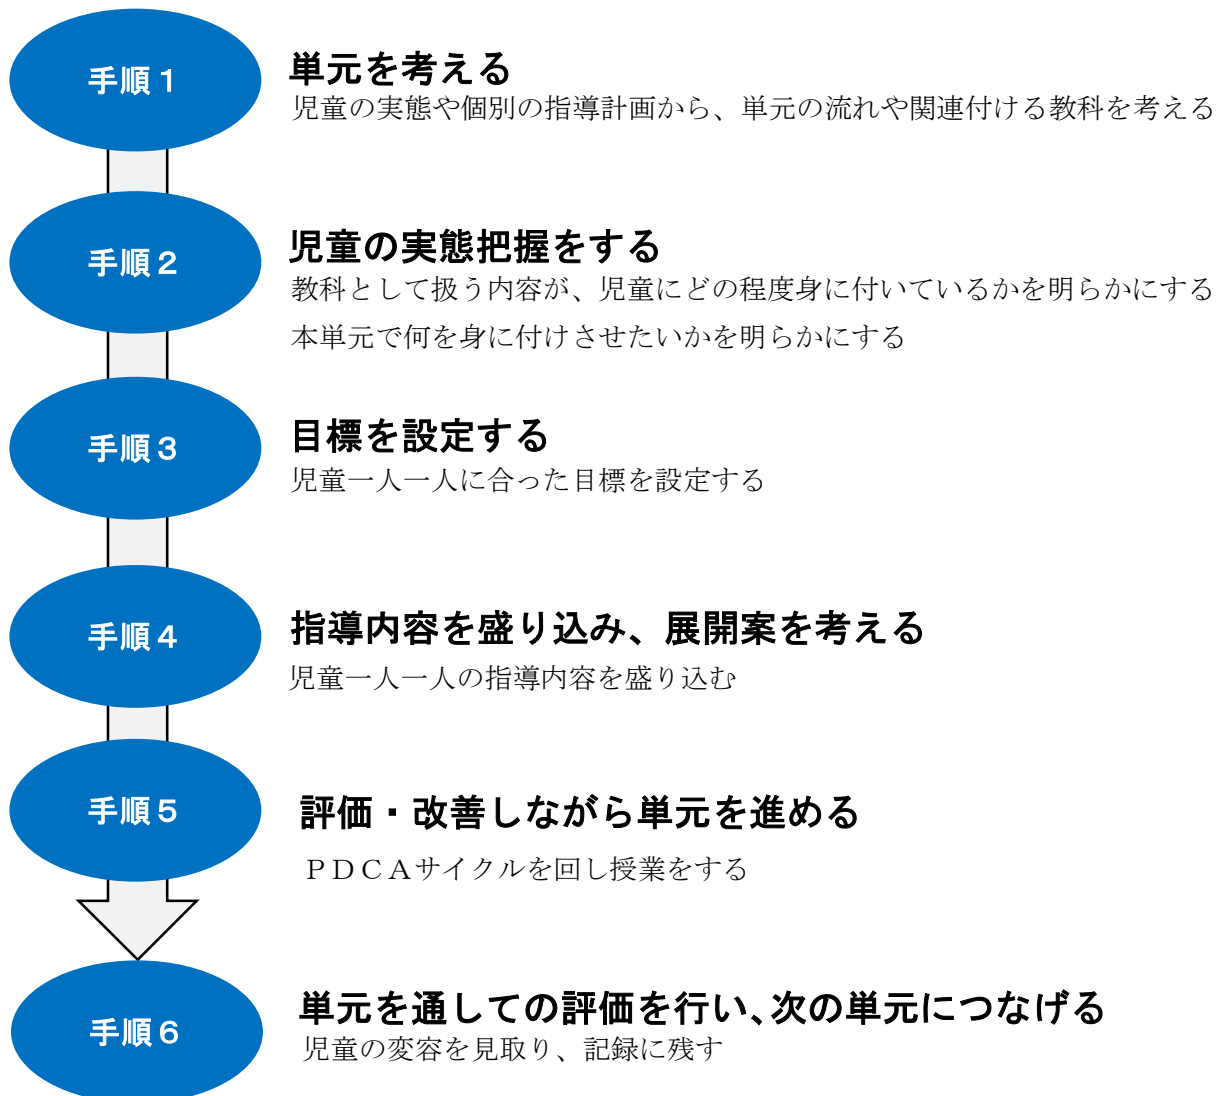 手順１
単元を考える
児童の実態や個別の指導計画から、単元の流れや関連付ける教科を考える
手順２
児童の実態把握をする
教科として扱う内容が、児童にどの程度身に付いているかを明らかにする
本単元で何を身に付けさせたいかを明らかにする
手順３
目標を設定する
児童一人一人に合った目標を設定する
手順４
指導内容を盛り込み、展開案を考える
児童一人一人の指導内容を盛り込む
手順５
評価・改善しながら単元を進める
ＰＤＣＡサイクルを回し授業をする
手順６
単元を通しての評価を行い、次の単元につなげる
児童の変容を見取り、記録に残す